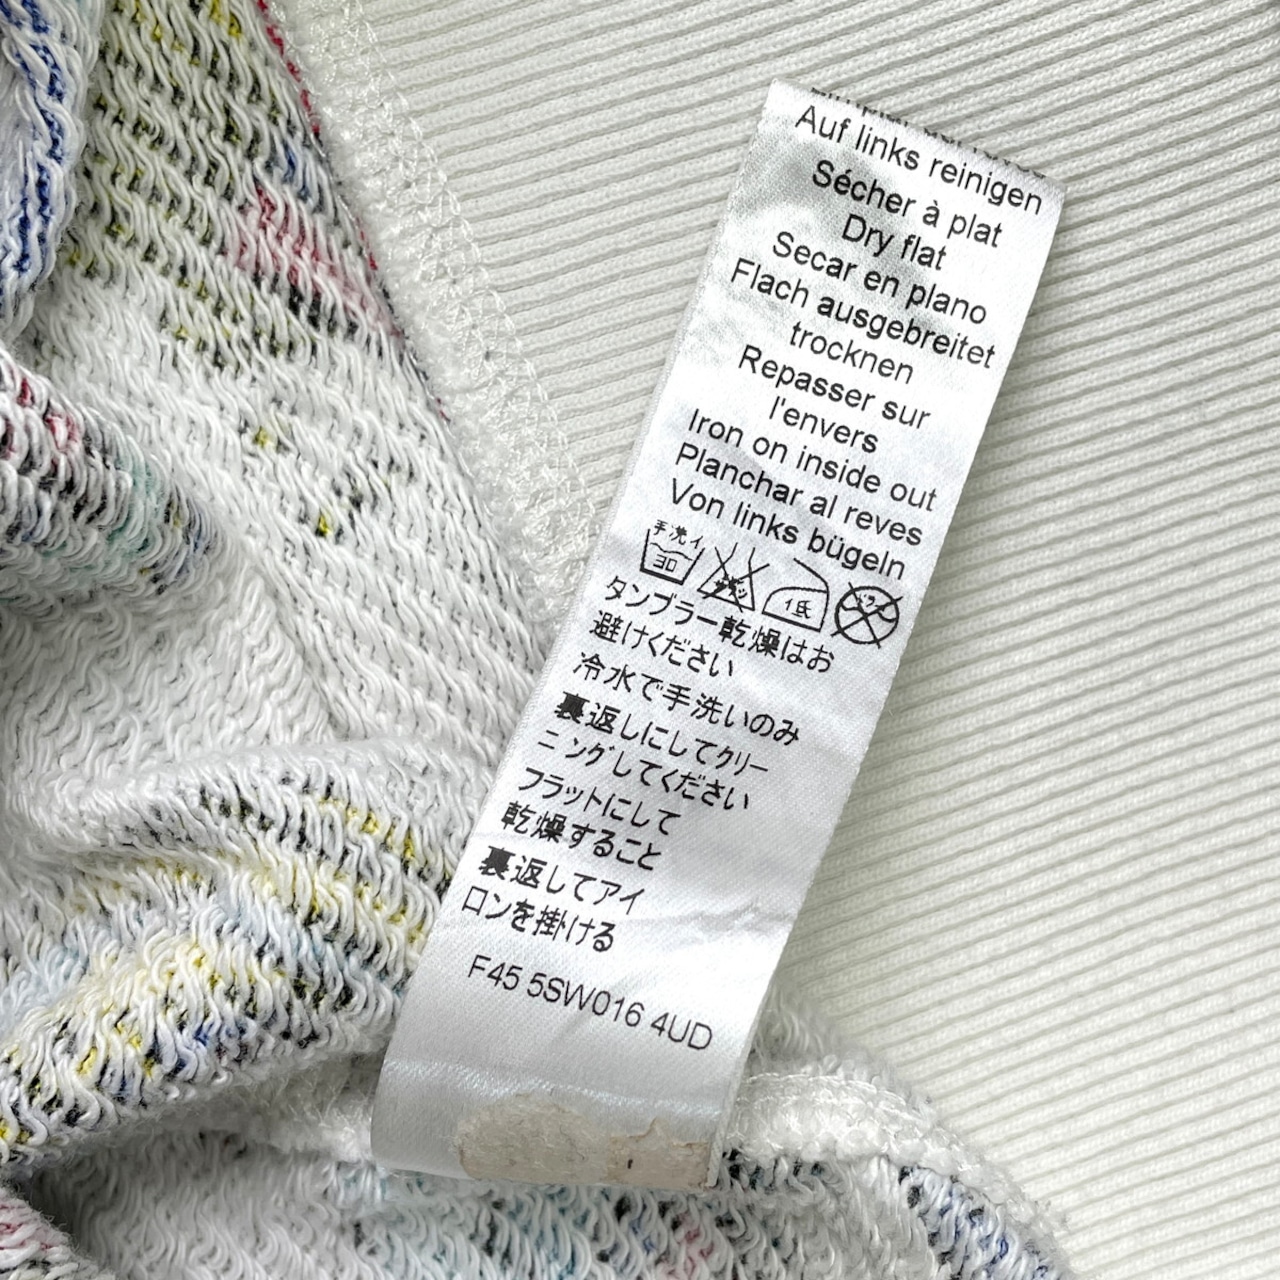 Auf links reinigen
Sécher à plat
Dry flat
Secar en plano
Flach ausgebreitet
trocknen
Repasser sur
l'envers
Iron on inside out
Planchar al reves
Von links bügeln
手洗イ
30
低
タンブラー乾燥はお
避けください
冷水で手洗いのみ
裏返しにしてクリー
ニングしてください
フラットにして
乾燥すること
裏返してアイ
ロンを掛ける
F45 5SW016 4UD